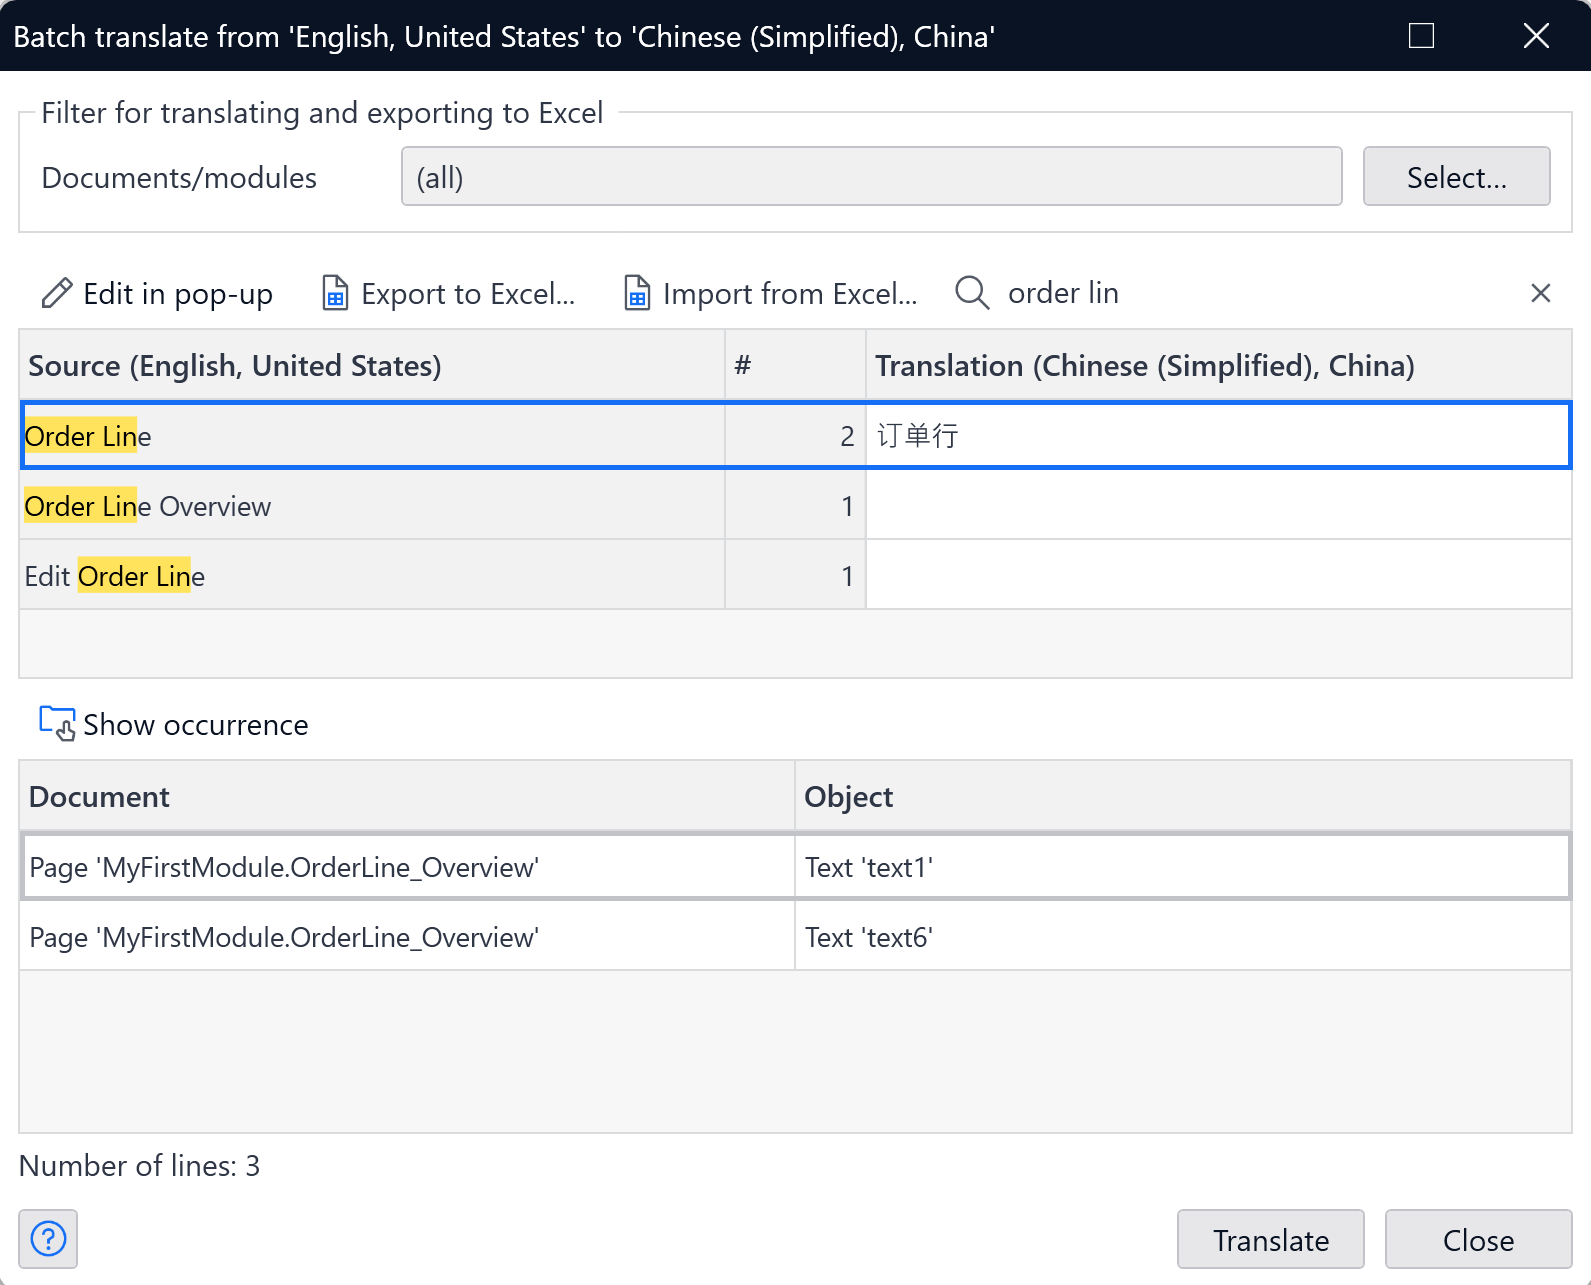 Batch translate from 'English, United States' to 'Chinese (Simplified), China'
Filter for translating and exporting to Excel
Documents/modules (all) Select...
Edit in pop-up Export to Excel... Import from Excel... order lin
Source (English, United States) # Translation (Chinese (Simplified), China)
Order Line 2 订单行
Order Line Overview 1
Edit Order Line 1
Show occurrence
Document Object
Page 'MyFirstModule.OrderLine_Overview' Text 'text1'
Page 'MyFirstModule.OrderLine_Overview' Text 'text6'
Number of lines: 3
? Translate Close